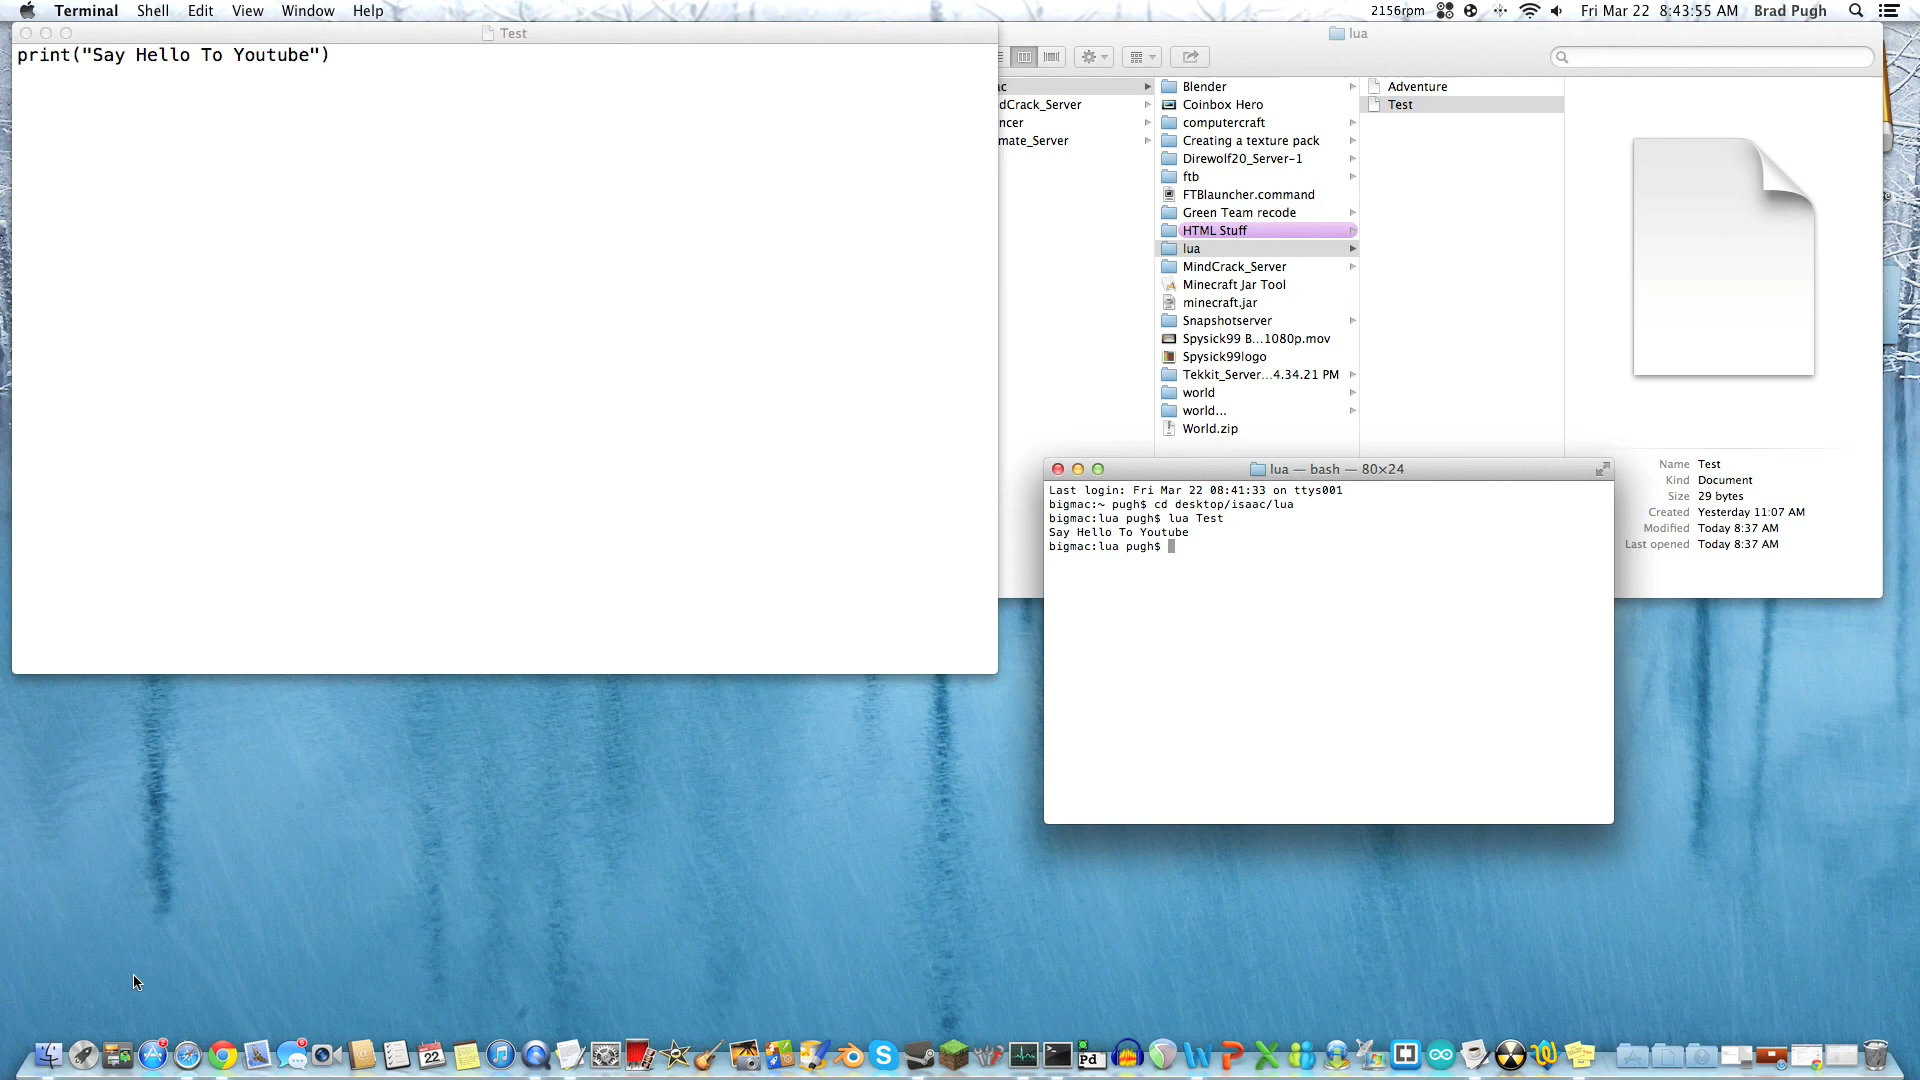 Terminal Shell Edit View Window Help
2156rpm Fri Mar 22 8:43:55 AM Brad Pugh
Test
print("Say Hello To Youtube")
lua
dCrack_Server
ncer
mate_Server
Blender
Coinbox Hero
computercraft
Creating a texture pack
Direwolf20_Server-1
ftb
FTBlauncher.command
Green Team recode
HTML Stuff
lua
MindCrack_Server
Minecraft Jar Tool
minecraft.jar
Snapshotserver
Spysick99 B...1080p.mov
Spysick99logo
Tekkit_Server...4.34.21 PM
world
world...
World.zip
Adventure
Test
Name Test
Kind Document
Size 29 bytes
Created Yesterday 11:07 AM
Modified Today 8:37 AM
Last opened Today 8:37 AM
lua — bash — 80×24
Last login: Fri Mar 22 08:41:33 on ttys001
bigmac:~ pugh$ cd desktop/isaac/lua
bigmac:lua pugh$ lua Test
Say Hello To Youtube
bigmac:lua pugh$
22
Pd